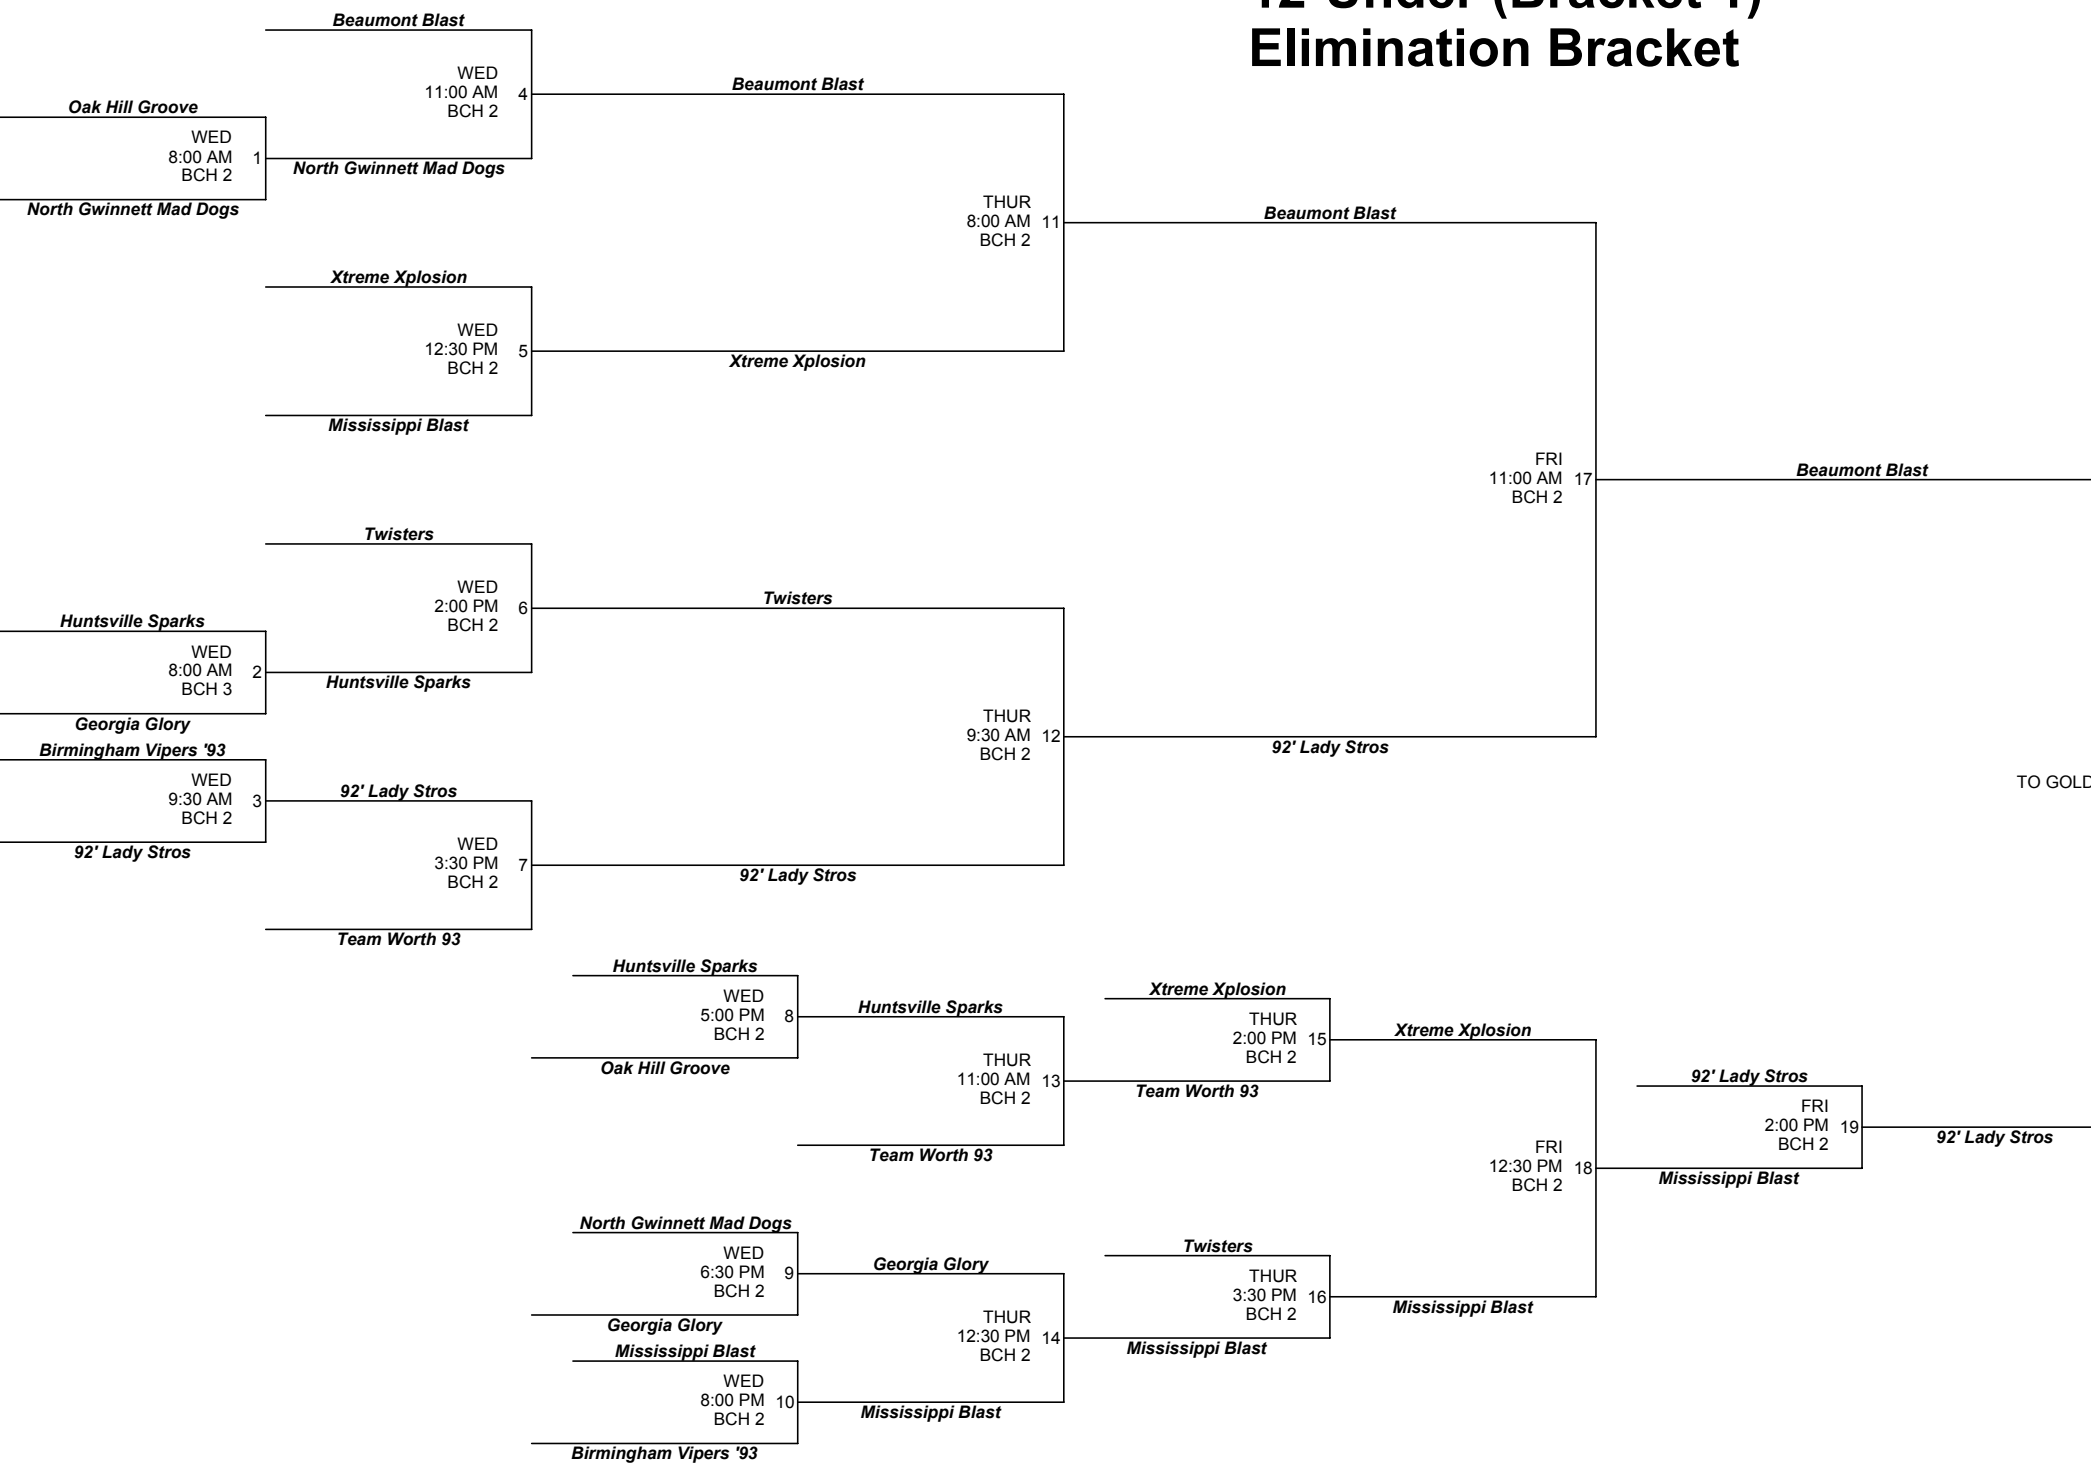 12-Under (Bracket 1)
Elimination Bracket
Beaumont Blast
WED
11:00 AM 4
BCH 2
Beaumont Blast
Oak Hill Groove
WED
8:00 AM 1
BCH 2
North Gwinnett Mad Dogs
North Gwinnett Mad Dogs
THUR
8:00 AM 11
BCH 2
Beaumont Blast
Xtreme Xplosion
WED
12:30 PM 5
BCH 2
Xtreme Xplosion
Mississippi Blast
FRI
11:00 AM 17
BCH 2
Beaumont Blast
Twisters
WED
2:00 PM 6
BCH 2
Twisters
Huntsville Sparks
WED
8:00 AM 2
BCH 3
Huntsville Sparks
Georgia Glory
THUR
9:30 AM 12
BCH 2
92' Lady Stros
Birmingham Vipers '93
WED
9:30 AM 3
BCH 2
92' Lady Stros
92' Lady Stros
WED
3:30 PM 7
BCH 2
92' Lady Stros
TO GOLD
Team Worth 93
Huntsville Sparks
WED
5:00 PM 8
BCH 2
Oak Hill Groove
Huntsville Sparks
THUR
11:00 AM 13
BCH 2
Team Worth 93
Xtreme Xplosion
THUR
2:00 PM 15
BCH 2
Team Worth 93
Xtreme Xplosion
FRI
12:30 PM 18
BCH 2
92' Lady Stros
FRI
2:00 PM 19
BCH 2
92' Lady Stros
Mississippi Blast
North Gwinnett Mad Dogs
WED
6:30 PM 9
BCH 2
Georgia Glory
Georgia Glory
THUR
12:30 PM 14
BCH 2
Twisters
THUR
3:30 PM 16
BCH 2
Mississippi Blast
Mississippi Blast
Mississippi Blast
WED
8:00 PM 10
BCH 2
Mississippi Blast
Birmingham Vipers '93